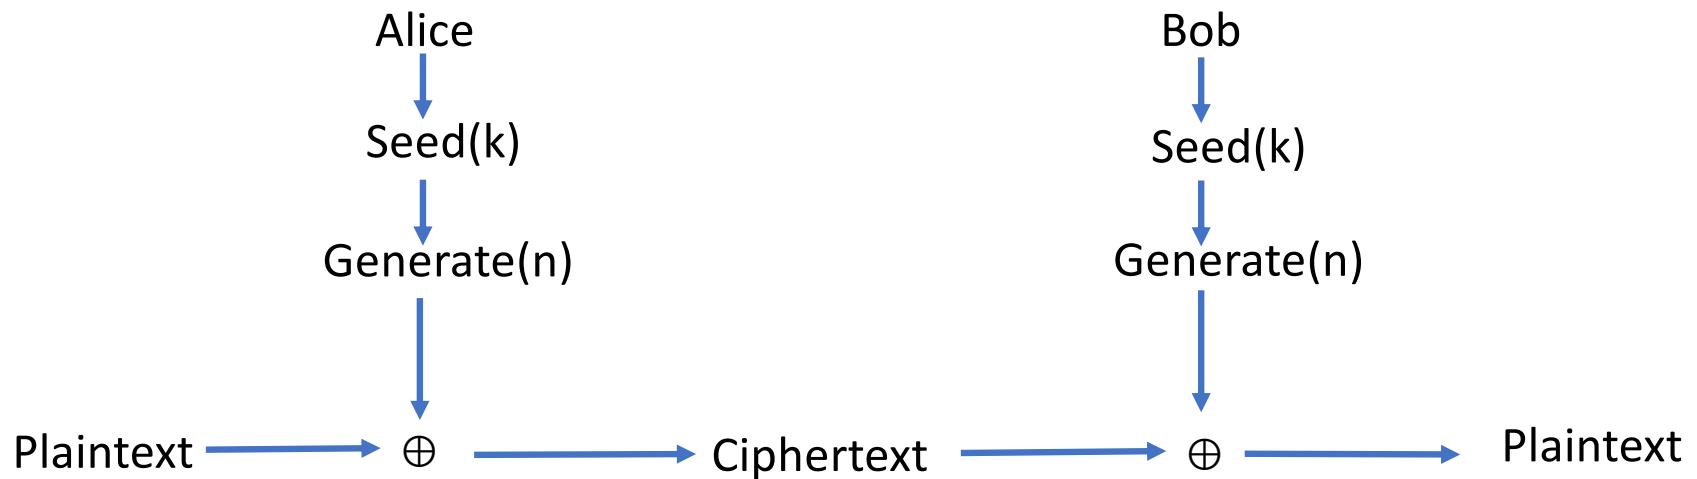 Alice
Bob
Seed(k)
Seed(k)
Generate(n)
Generate(n)
Plaintext
⊕
Ciphertext
⊕
Plaintext